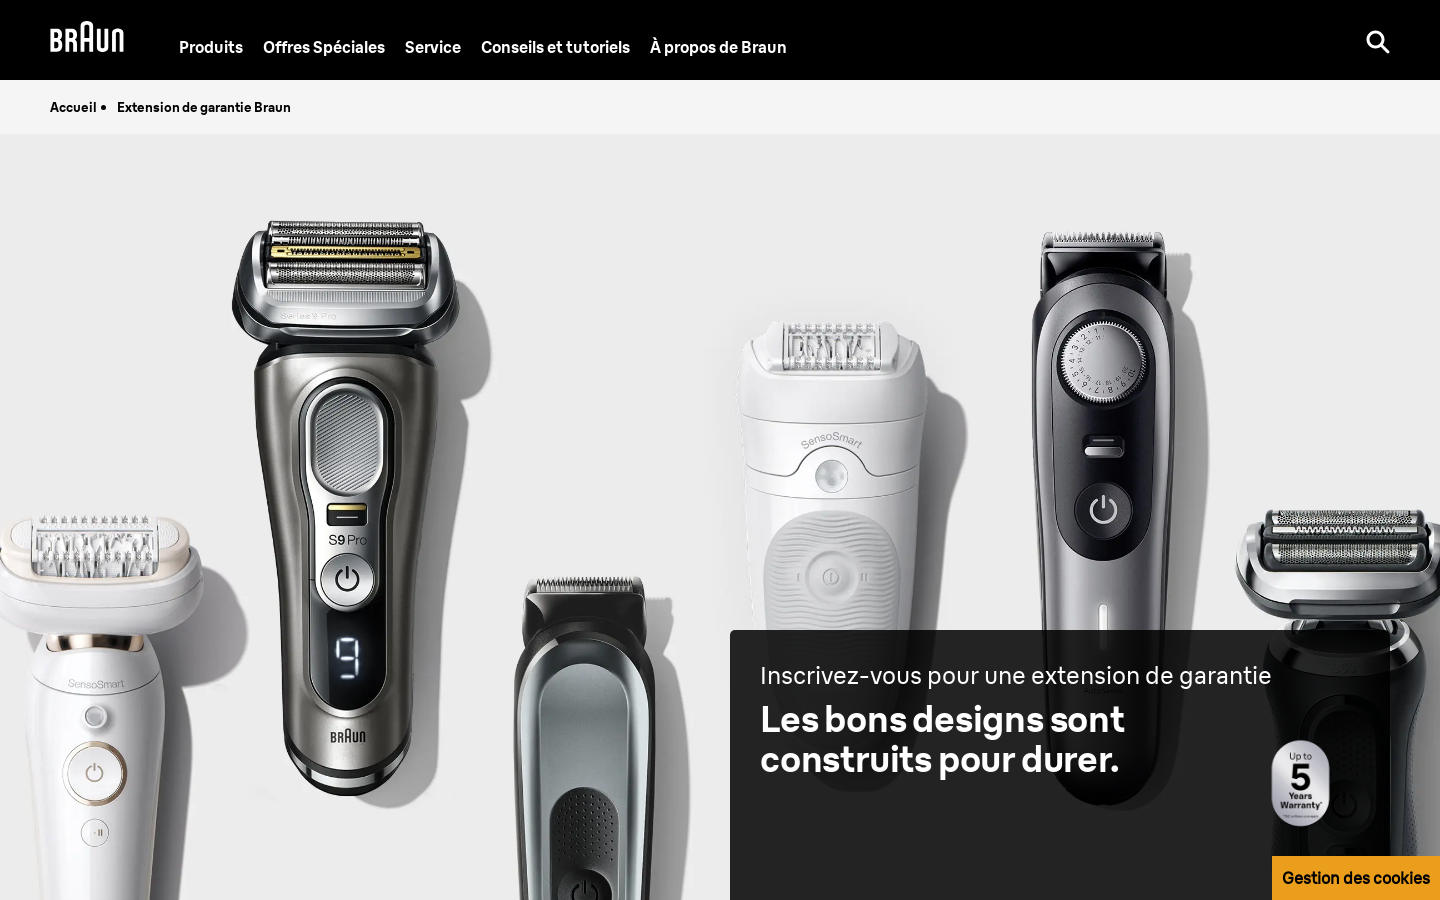 BRAUN
Produits
Offres Spéciales
Service
Conseils et tutoriels
À propos de Braun
Accueil • Extension de garantie Braun
Series 9 Pro
SensoSmart
S9 Pro
9
SensoSmart
BRAUN
Inscrivez-vous pour une extension de garantie
Les bons designs sont
construits pour durer.
Up to
5
Years
Warranty*
Gestion des cookies